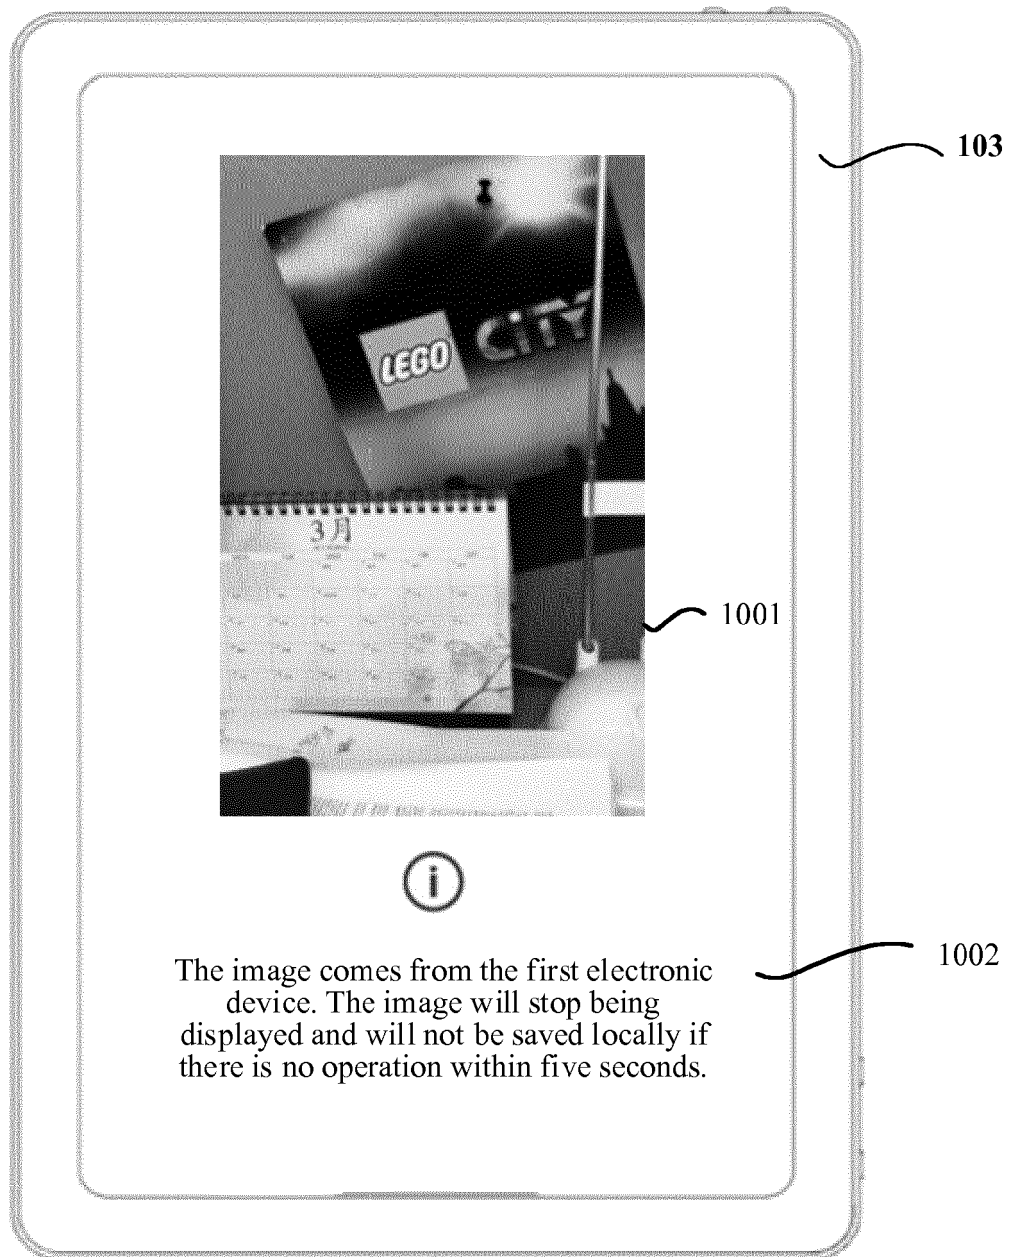 103
LEGO CiTY
3月
1001
i
The image comes from the first electronic
device. The image will stop being
displayed and will not be saved locally if
there is no operation within five seconds.
1002